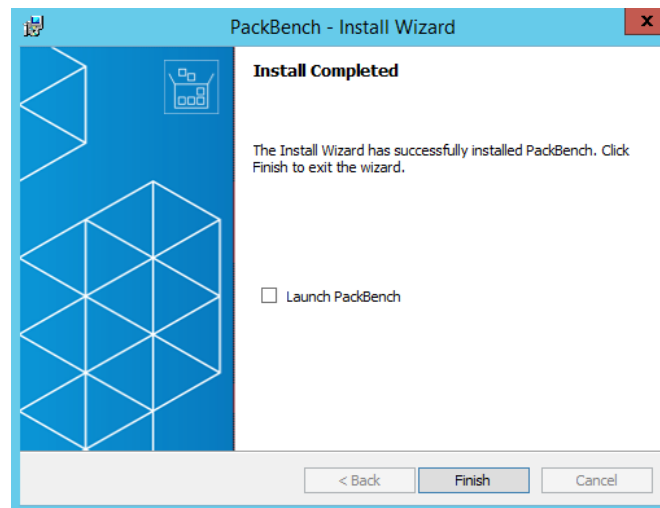 PackBench - Install Wizard
x
Install Completed
The Install Wizard has successfully installed PackBench. Click
Finish to exit the wizard.
Launch PackBench
< Back
Finish
Cancel